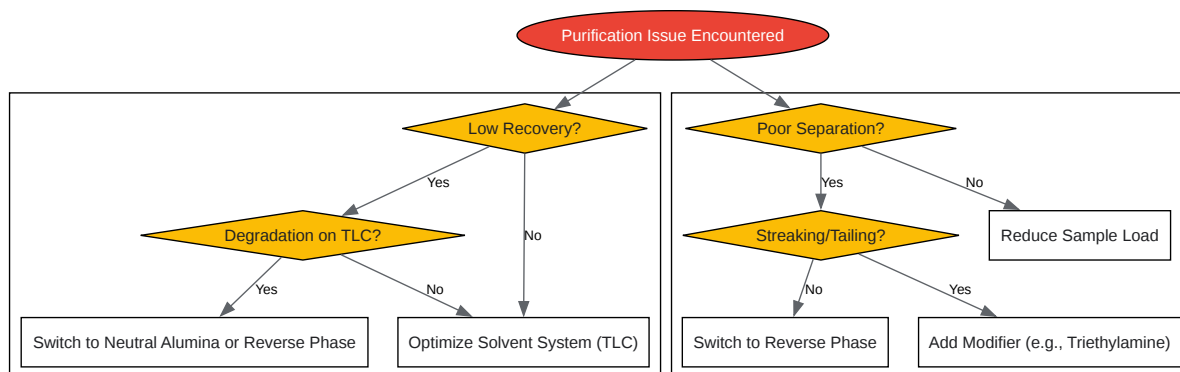 Purification Issue Encountered
Low Recovery?
Poor Separation?
Yes
No
Yes
No
Degradation on TLC?
Streaking/Tailing?
Reduce Sample Load
Yes
No
No
Yes
Switch to Neutral Alumina or Reverse Phase
Optimize Solvent System (TLC)
Switch to Reverse Phase
Add Modifier (e.g., Triethylamine)